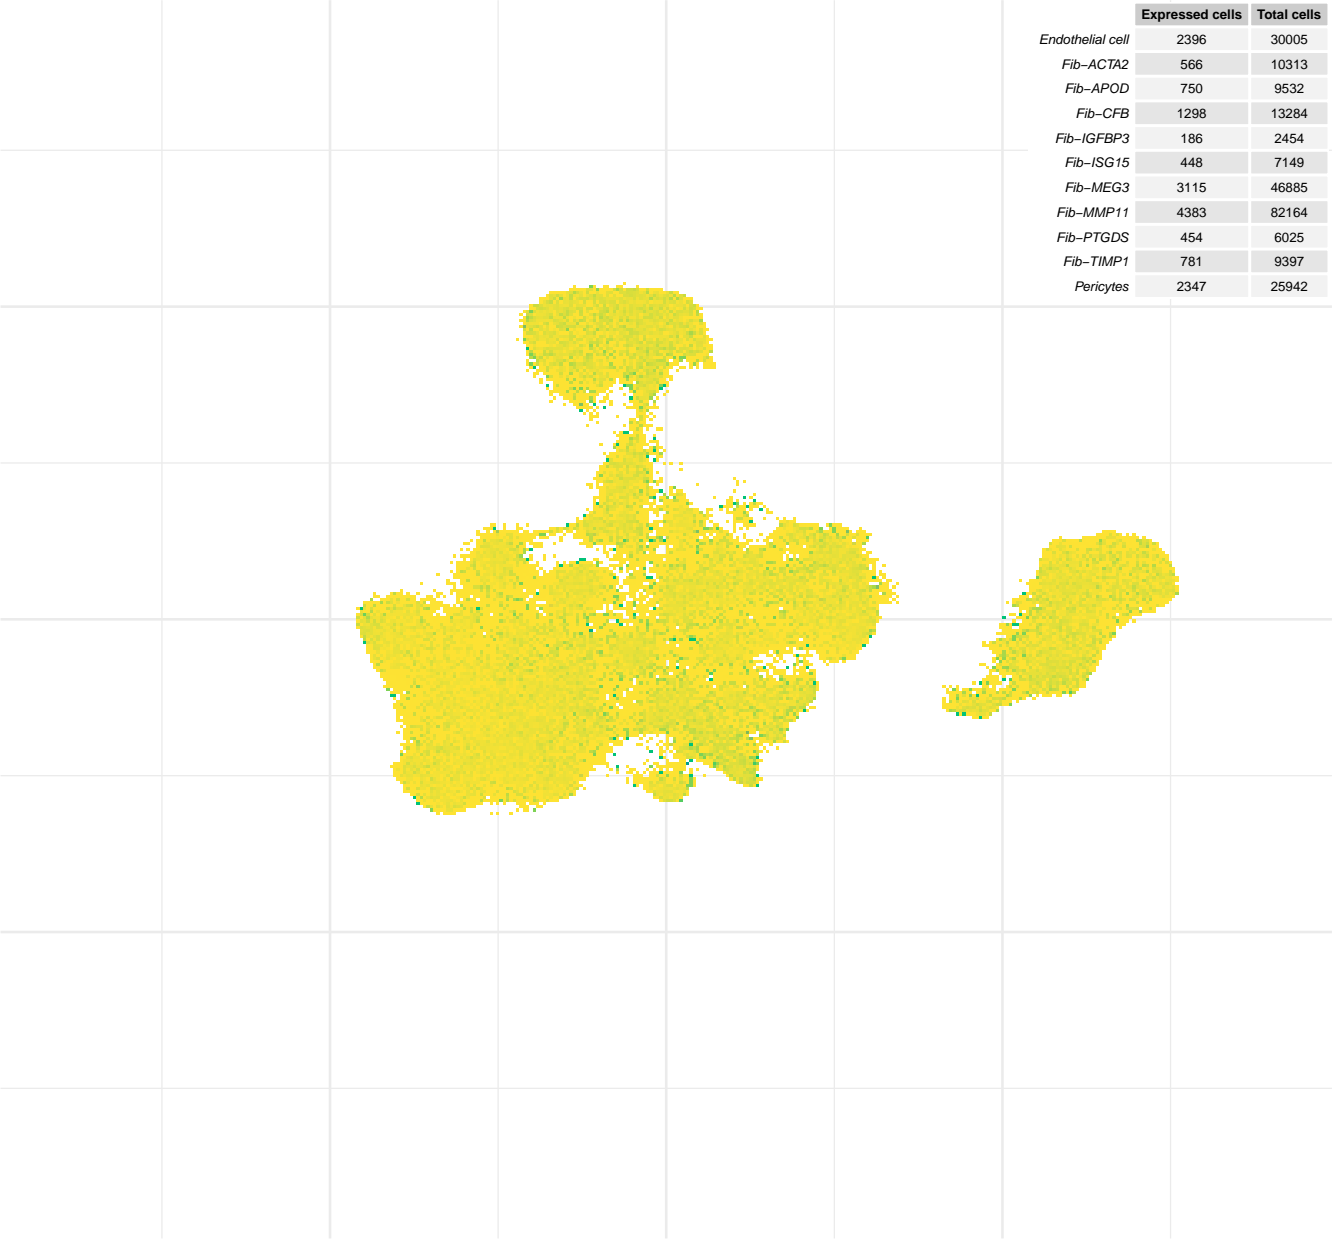 Expressed cells Total cells
Endothelial cell 2396 30005
Fib−ACTA2 566 10313
Fib−APOD 750 9532
Fib−CFB 1298 13284
Fib−IGFBP3 186 2454
Fib−ISG15 448 7149
Fib−MEG3 3115 46885
Fib−MMP11 4383 82164
Fib−PTGDS 454 6025
Fib−TIMP1 781 9397
Pericytes 2347 25942